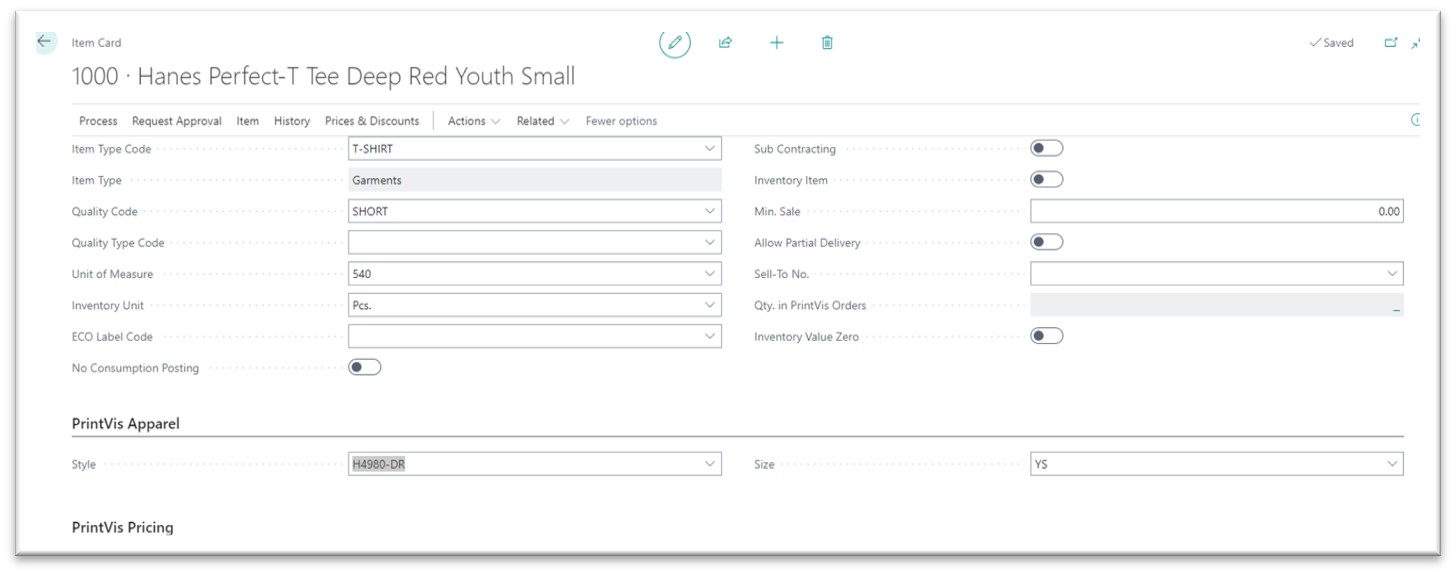 Item Card
Saved
1000 · Hanes Perfect-T Tee Deep Red Youth Small
Process Request Approval Item History Prices & Discounts Actions Related Fewer options
Item Type Code T-SHIRT Sub Contracting
Item Type Garments Inventory Item
Quality Code SHORT Min. Sale 0.00
Quality Type Code Allow Partial Delivery
Unit of Measure 540 Sell-To No.
Inventory Unit Pcs. Qty. in PrintVis Orders _
ECO Label Code Inventory Value Zero
No Consumption Posting
PrintVis Apparel
Style H4980-DR Size YS
PrintVis Pricing